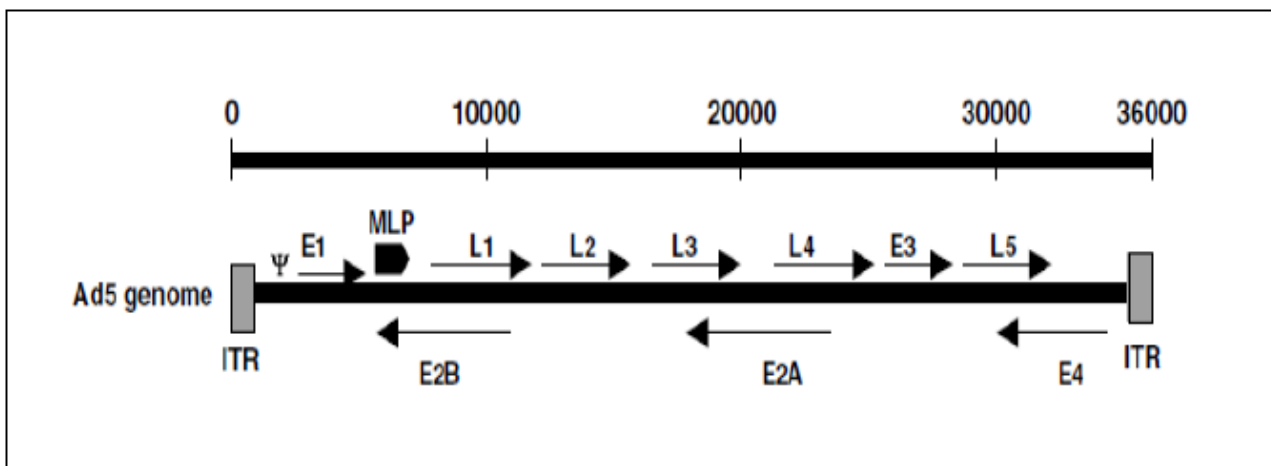 0 10000 20000 30000 36000
MLP
Ψ E1 L1 L2 L3 L4 E3 L5
Ad5 genome
ITR E2B E2A E4 ITR